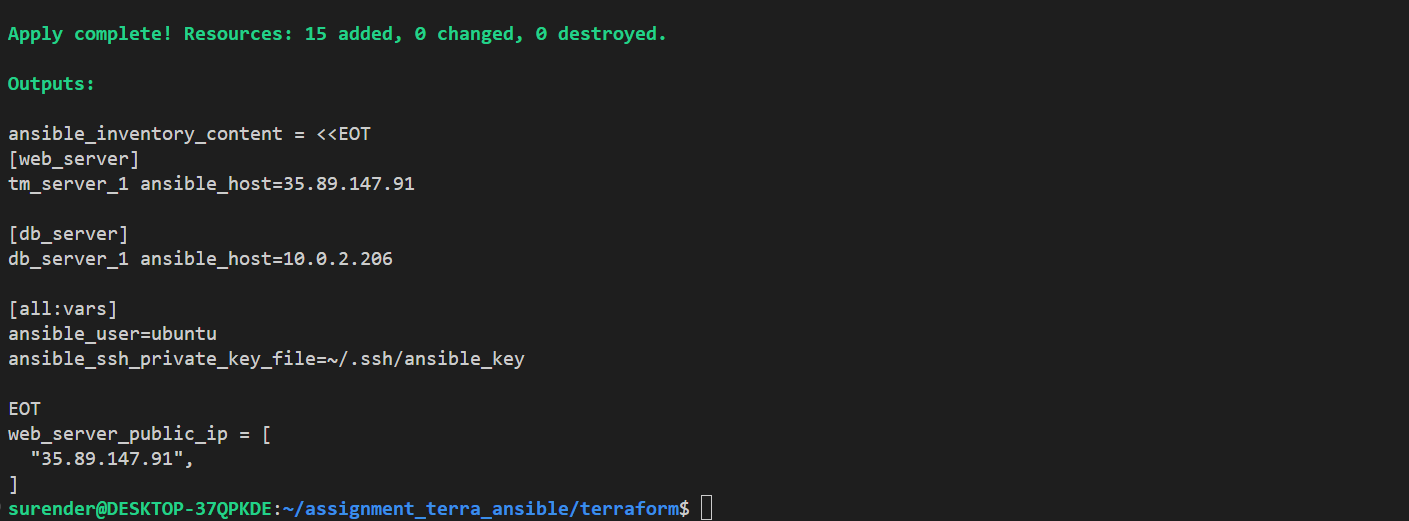 Apply complete! Resources: 15 added, 0 changed, 0 destroyed.
Outputs:
ansible_inventory_content = <<EOT
[web_server]
tm_server_1 ansible_host=35.89.147.91
[db_server]
db_server_1 ansible_host=10.0.2.206
[all:vars]
ansible_user=ubuntu
ansible_ssh_private_key_file=~/.ssh/ansible_key
EOT
web_server_public_ip = [
  "35.89.147.91",
]
surender@DESKTOP-37QPKDE:~/assignment_terra_ansible/terraform$